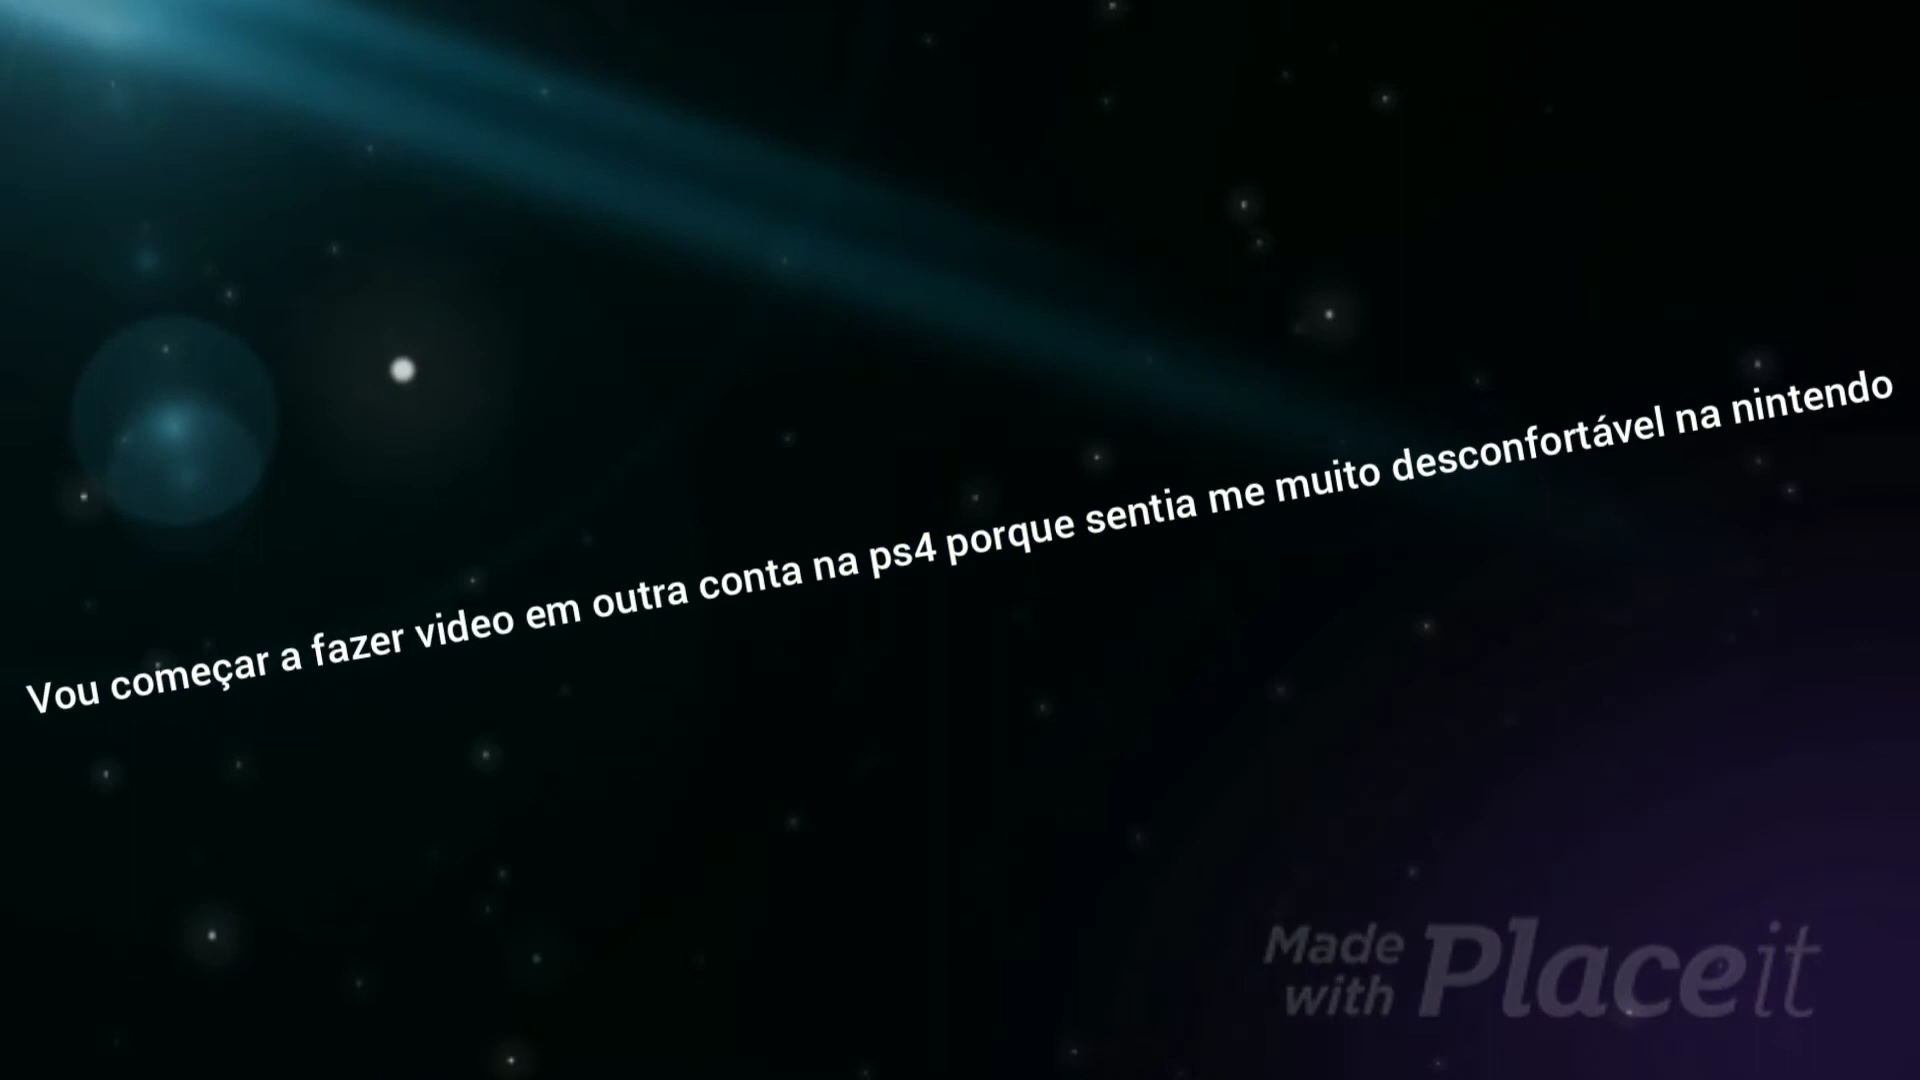 Vou começar a fazer video em outra conta na ps4 porque sentia me muito desconfortável na nintendo
Made
with
Placeit